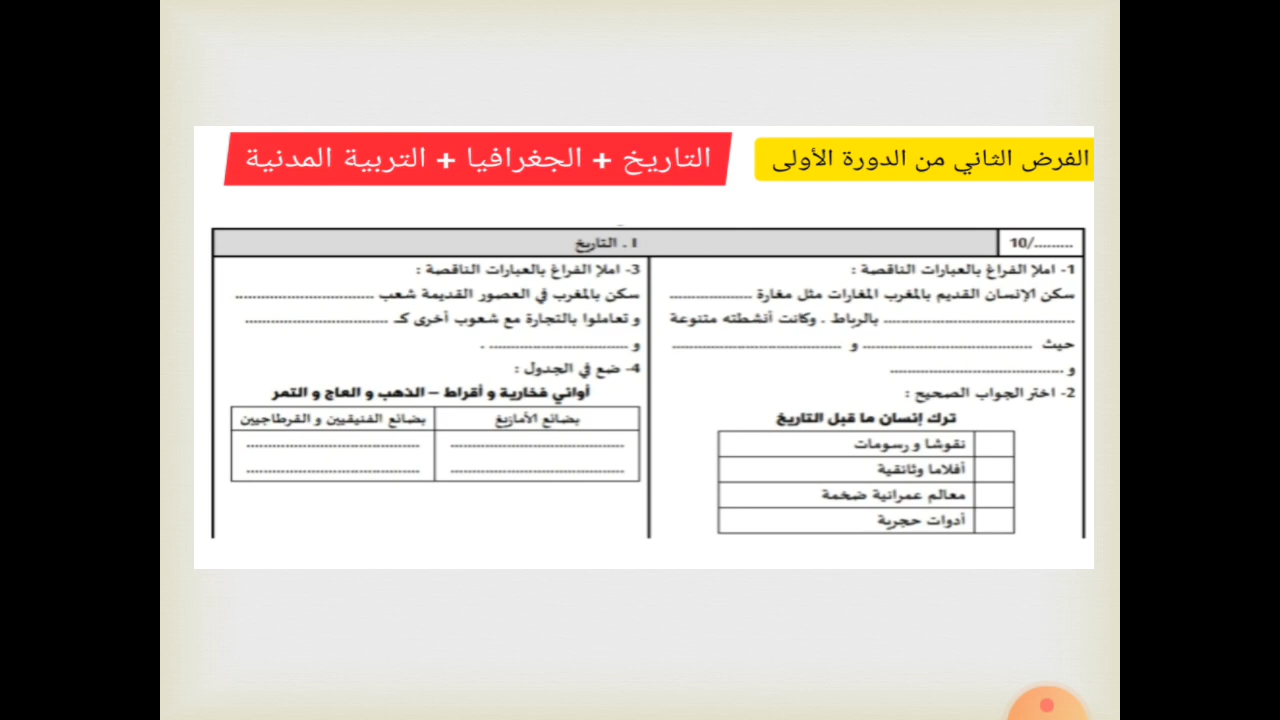 الفرض الثاني من الدورة الأولى
التاريخ + الجغرافيا + التربية المدنية
10/.........
I . التاريخ
1- املإ الفراغ بالعبارات الناقصة :
سكن الإنسان القديم بالمغرب المغارات مثل مغارة ....................
............................................... بالرباط . وكانت أنشطته متنوعة
حيث .......................................... و ..........................................
و ...........................................
2- اختر الجواب الصحيح :
ترك إنسان ما قبل التاريخ
نقوشا و رسومات
أفلاما وثائقية
معالم عمرانية ضخمة
أدوات حجرية
3- املإ الفراغ بالعبارات الناقصة :
سكن بالمغرب في العصور القديمة شعب ..................................
و تعاملوا بالتجارة مع شعوب أخرى كـ ...................................
و .................................. .
4- ضع في الجدول :
أواني فخارية و أقراط – الذهب و العاج و التمر
بضائع الأمازيغ
بضائع الفنيقيين و القرطاجيين
...........................................
...........................................
...........................................
...........................................